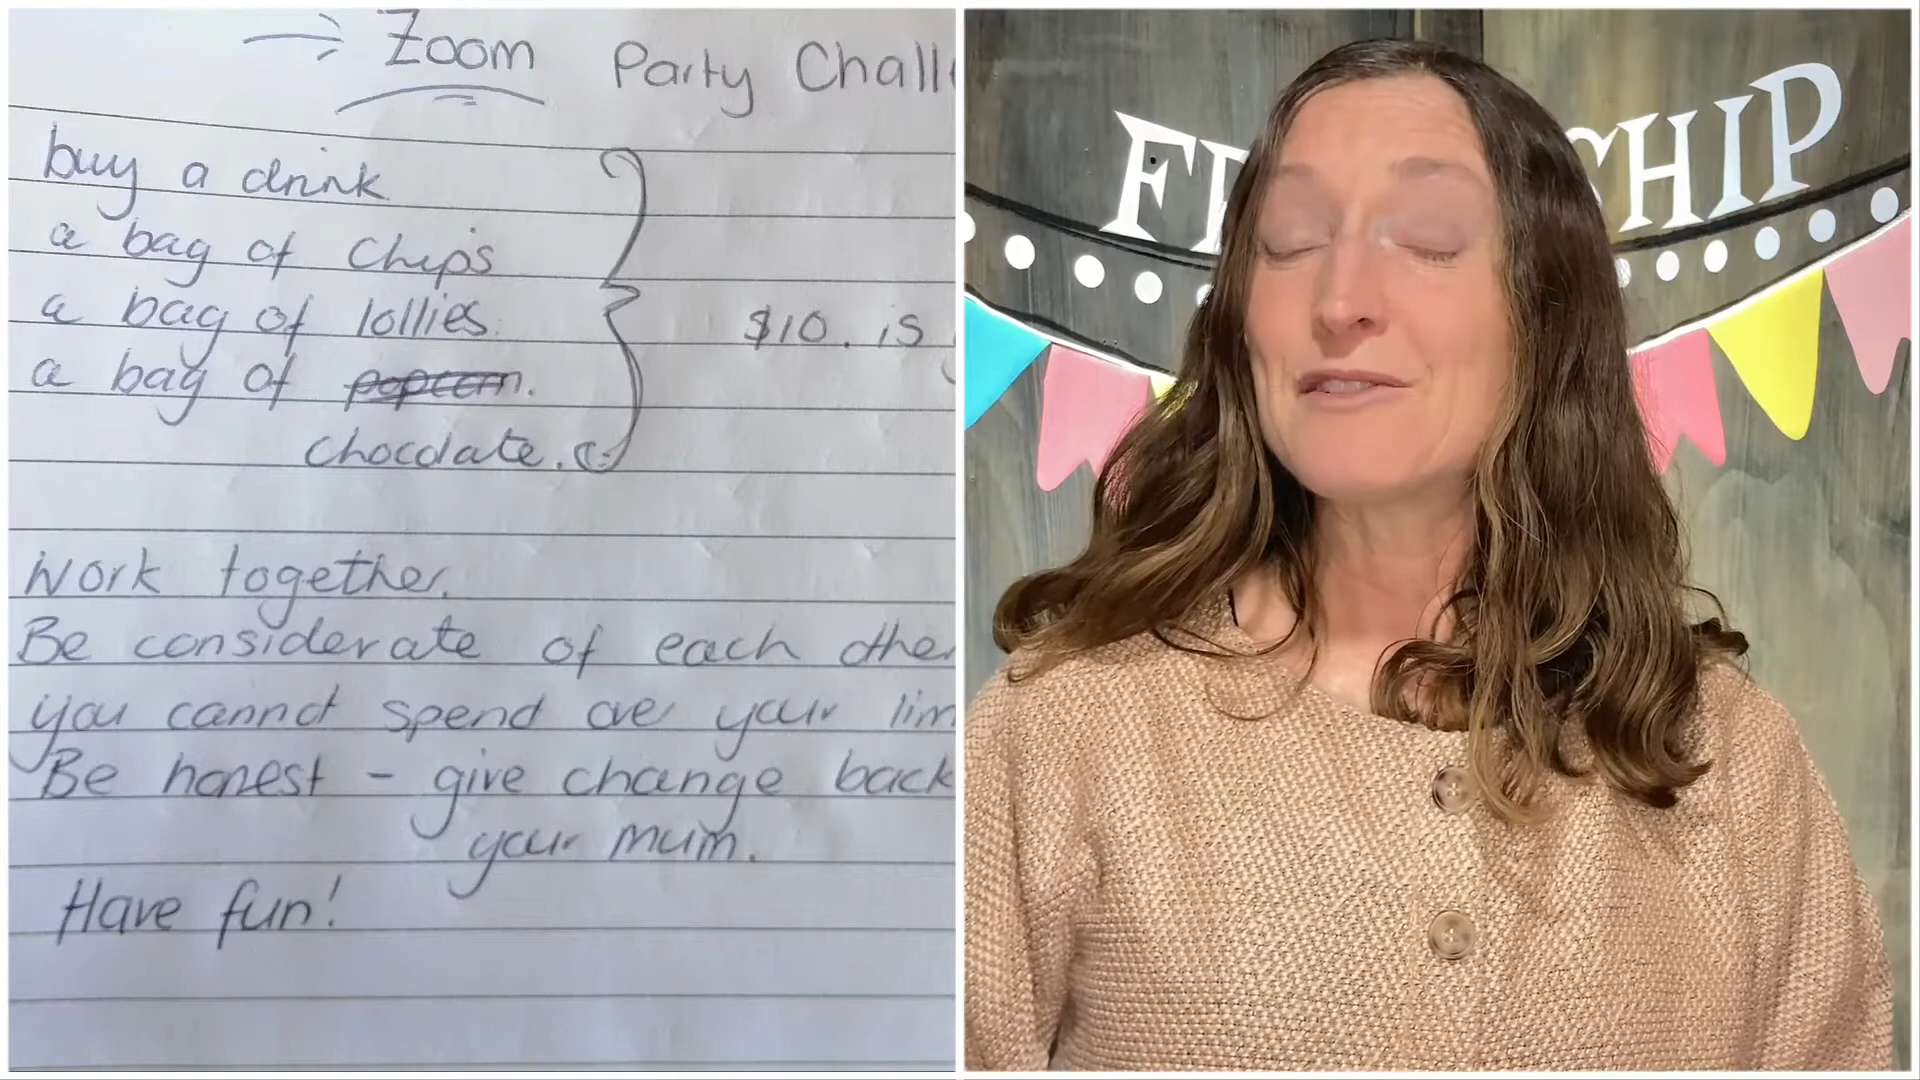 → Zoom Party Chall
buy a drink
a bag of chips
a bag of lollies
a bag of popcorn.
chocolate.
$10. is
Work together.
Be considerate of each other
you cannot spend over your lim
Be honest - give change back
your mum.
Have fun!
FR SHIP